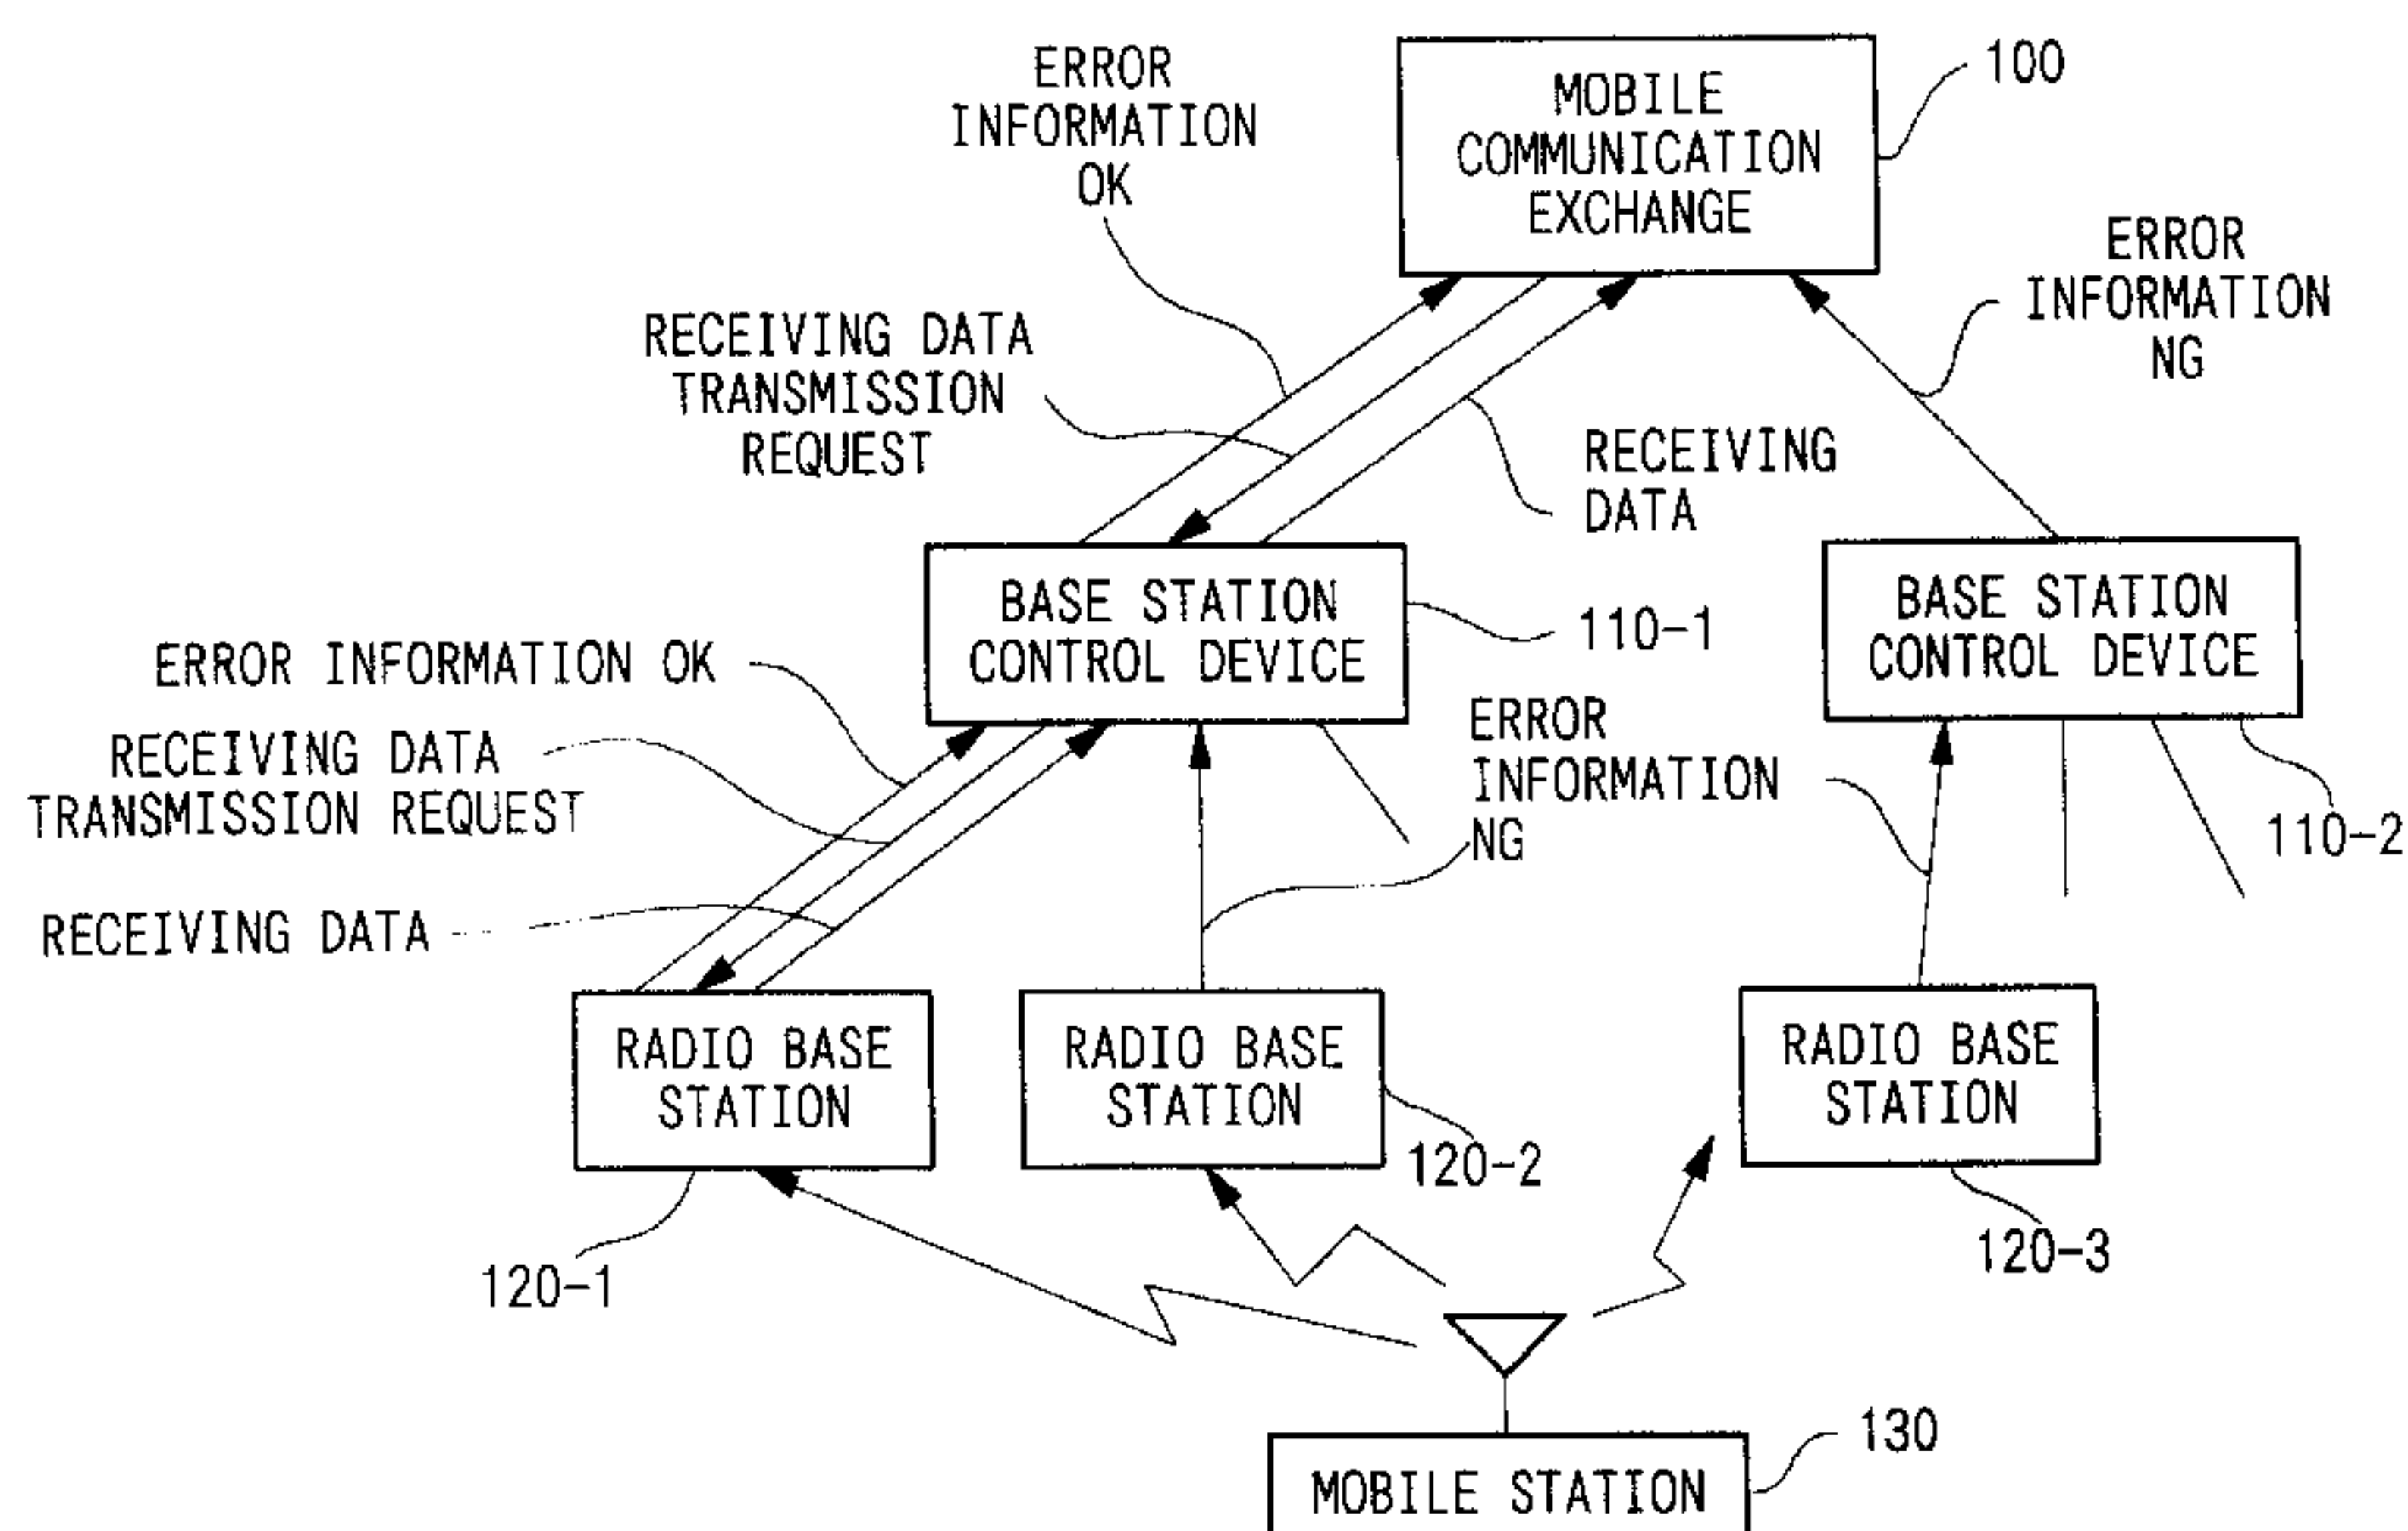 ERROR
INFORMATION
OK
MOBILE
COMMUNICATION
EXCHANGE
100
ERROR
INFORMATION
NG
RECEIVING DATA
TRANSMISSION
REQUEST
RECEIVING
DATA
BASE STATION
CONTROL DEVICE
110-1
BASE STATION
CONTROL DEVICE
110-2
ERROR INFORMATION OK
RECEIVING DATA
TRANSMISSION REQUEST
RECEIVING DATA
ERROR
INFORMATION
NG
RADIO BASE
STATION
120-1
RADIO BASE
STATION
120-2
RADIO BASE
STATION
120-3
130
MOBILE STATION